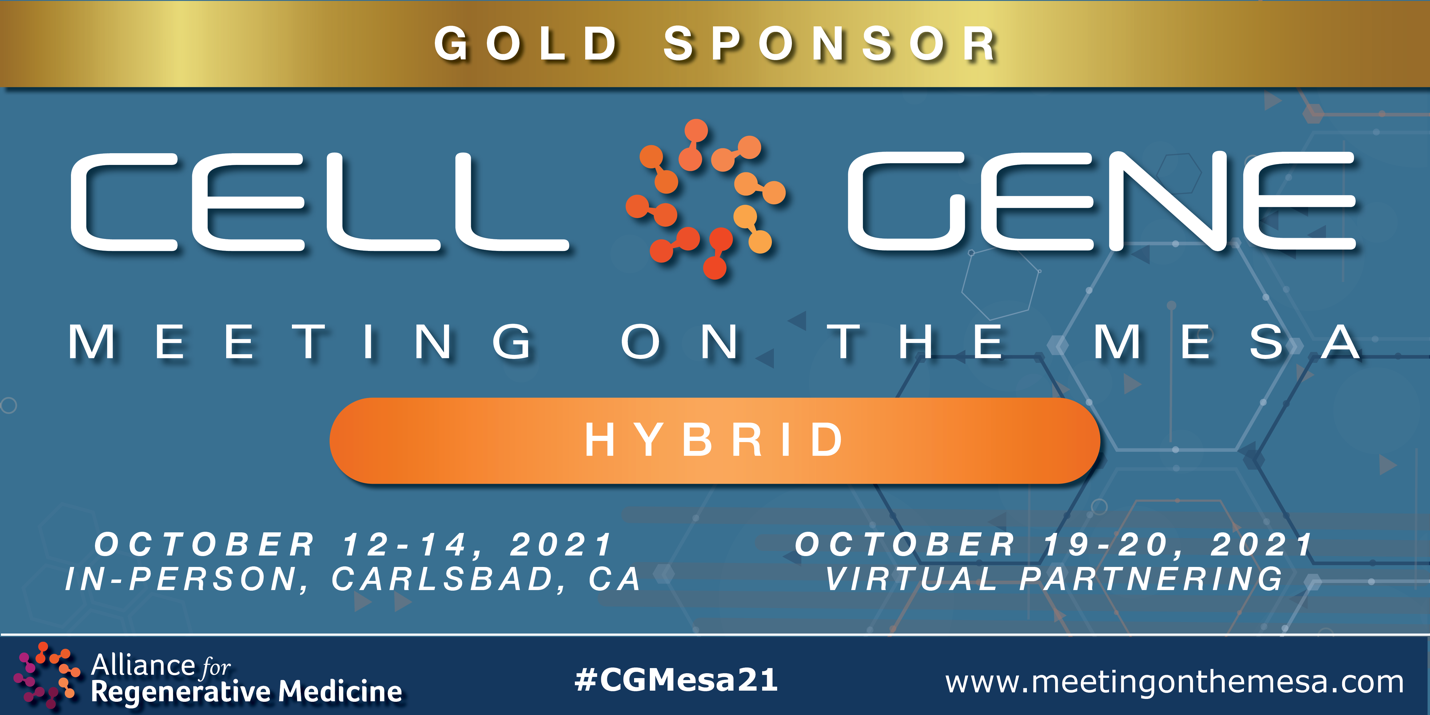 GOLD SPONSOR
CELL GENE
MEETING ON THE MESA
HYBRID
OCTOBER 12-14, 2021
IN-PERSON, CARLSBAD, CA
OCTOBER 19-20, 2021
VIRTUAL PARTNERING
Alliance for
Regenerative Medicine
#CGMesa21
www.meetingonthemesa.com